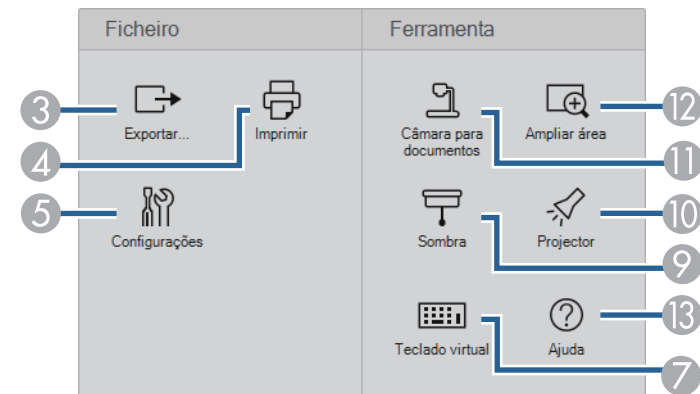 Ficheiro
Ferramenta
3
Exportar...
Imprimir
4
5
Configurações
Câmara para
documentos
Ampliar área
12
11
Sombra
Projector
10
9
Teclado virtual
Ajuda
13
7